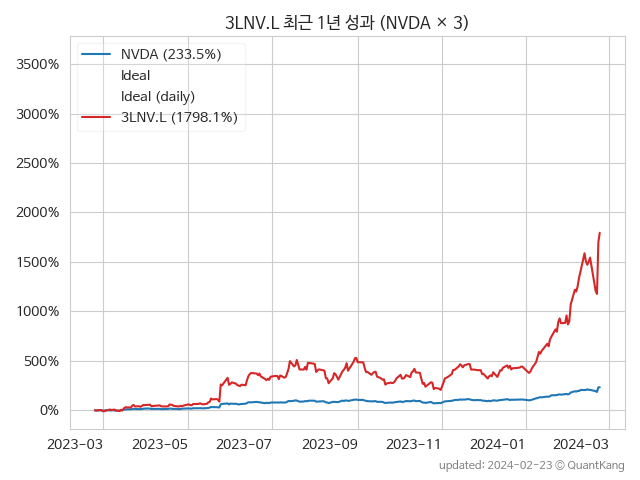 3LNV.L 최근 1년 성과 (NVDA × 3)
NVDA (233.5%)
Ideal
Ideal (daily)
3LNV.L (1798.1%)
3500%
3000%
2500%
2000%
1500%
1000%
500%
0%
2023-03 2023-05 2023-07 2023-09 2023-11 2024-01 2024-03
updated: 2024-02-23 © QuantKang